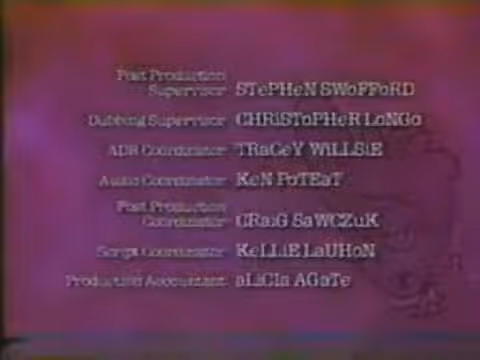 Post Production
Supervisor STePHeN SWoFFoRD
Dubbing Supervisor CHRiSToPHeR LoNGo
ADR Coordinator TRaCeY WiLLSiE
Audio Coordinator KeN PoTEaT
Post Production
Coordinator CRaiG SaWCZuK
Script Coordinator KeLLiE LaUHoN
Production Accountant aLiCIa AGaTe